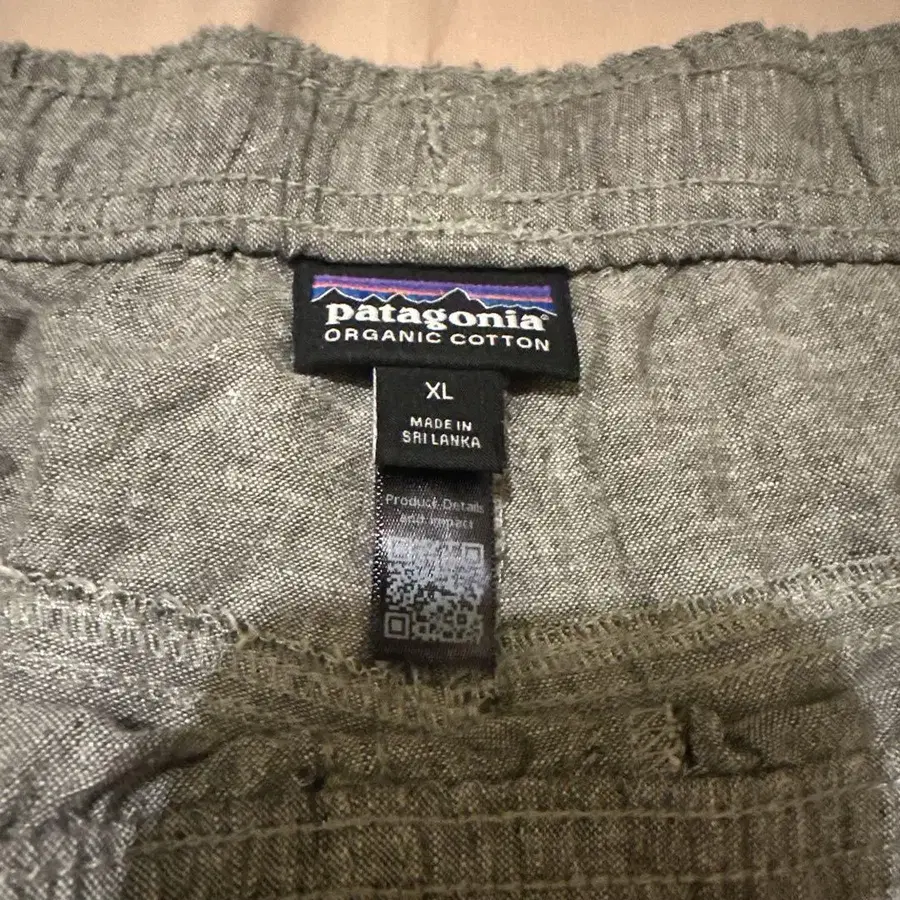 patagonia®
ORGANIC COTTON
XL
MADE IN
SRI LANKA
Product Details
and Impact